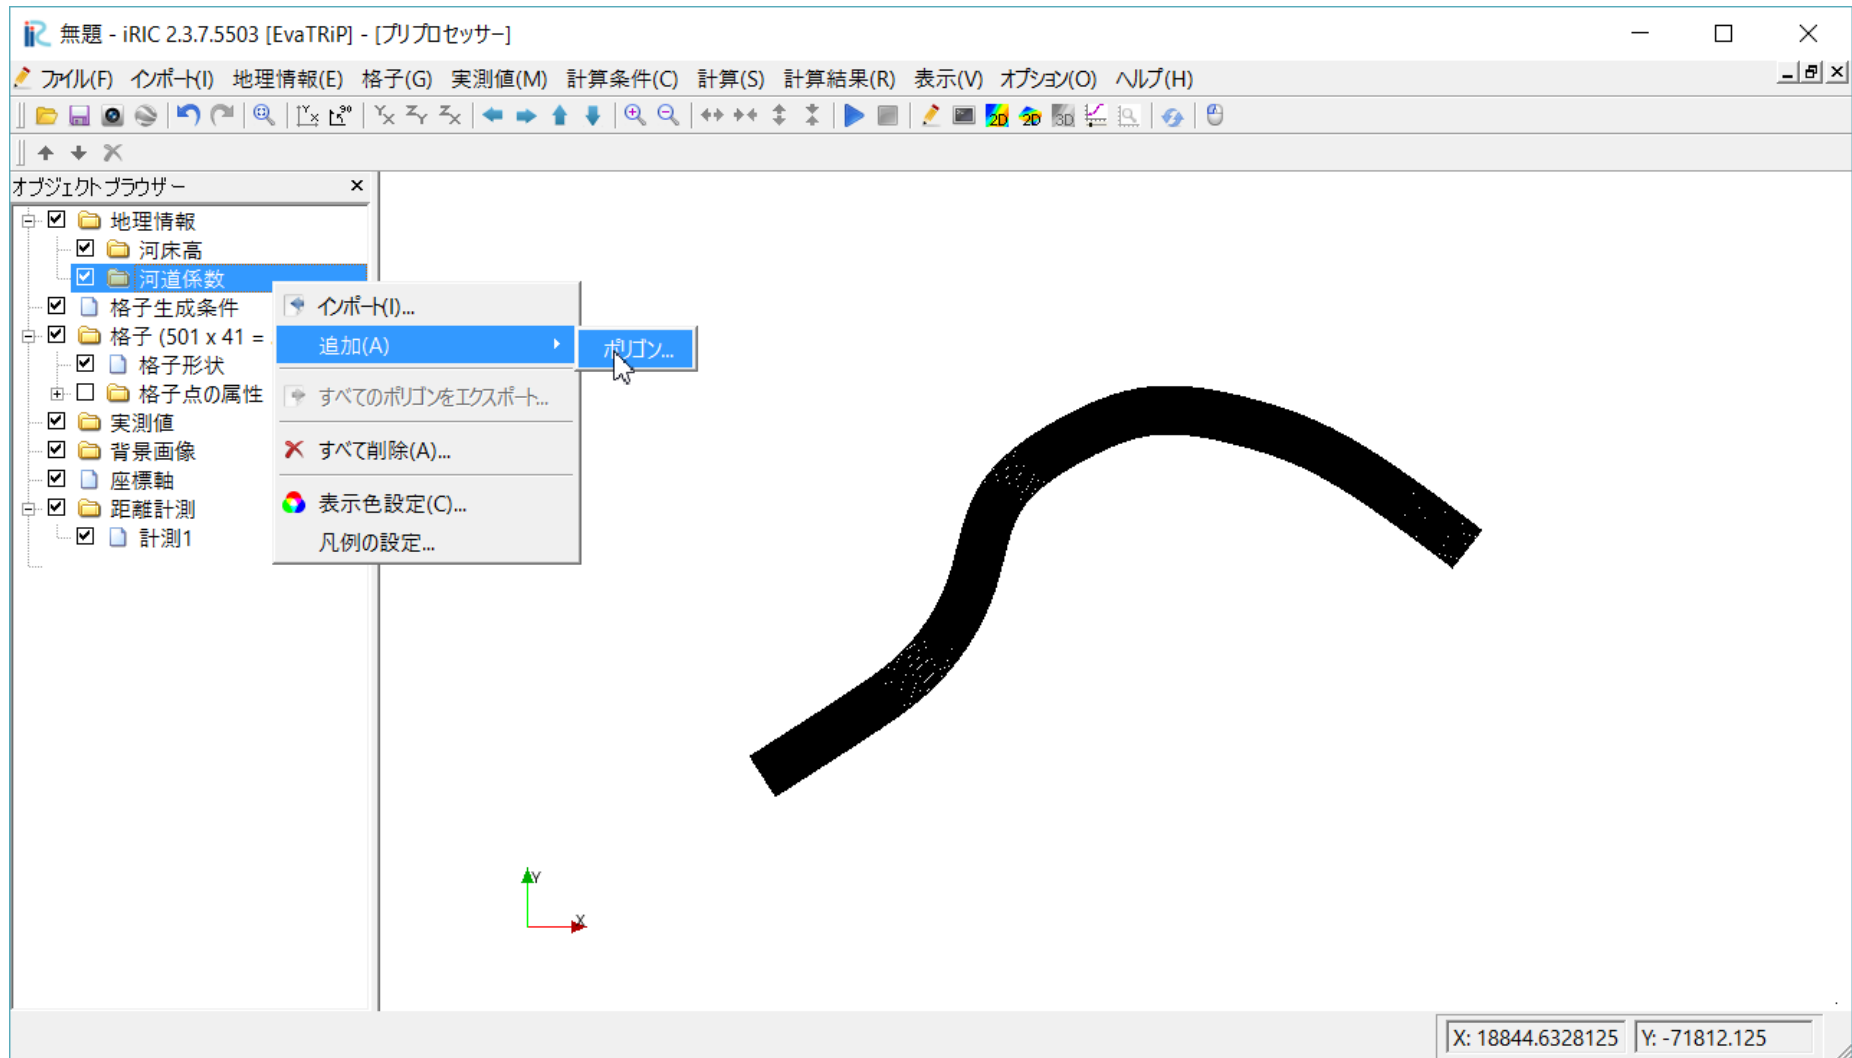 無題 - iRIC 2.3.7.5503 [EvaTRiP] - [プリプロセッサー]
ファイル(F) インポート(I) 地理情報(E) 格子(G) 実測値(M) 計算条件(C) 計算(S) 計算結果(R) 表示(V) オプション(O) ヘルプ(H)
オブジェクトブラウザー
地理情報
河床高
河道係数
格子生成条件
格子 (501 x 41 =
格子形状
格子点の属性
実測値
背景画像
座標軸
距離計測
計測1
インポート(I)...
追加(A)
ポリゴン...
すべてのポリゴンをエクスポート...
すべて削除(A)...
表示色設定(C)...
凡例の設定...
Y
X
X: 18844.6328125
Y: -71812.125